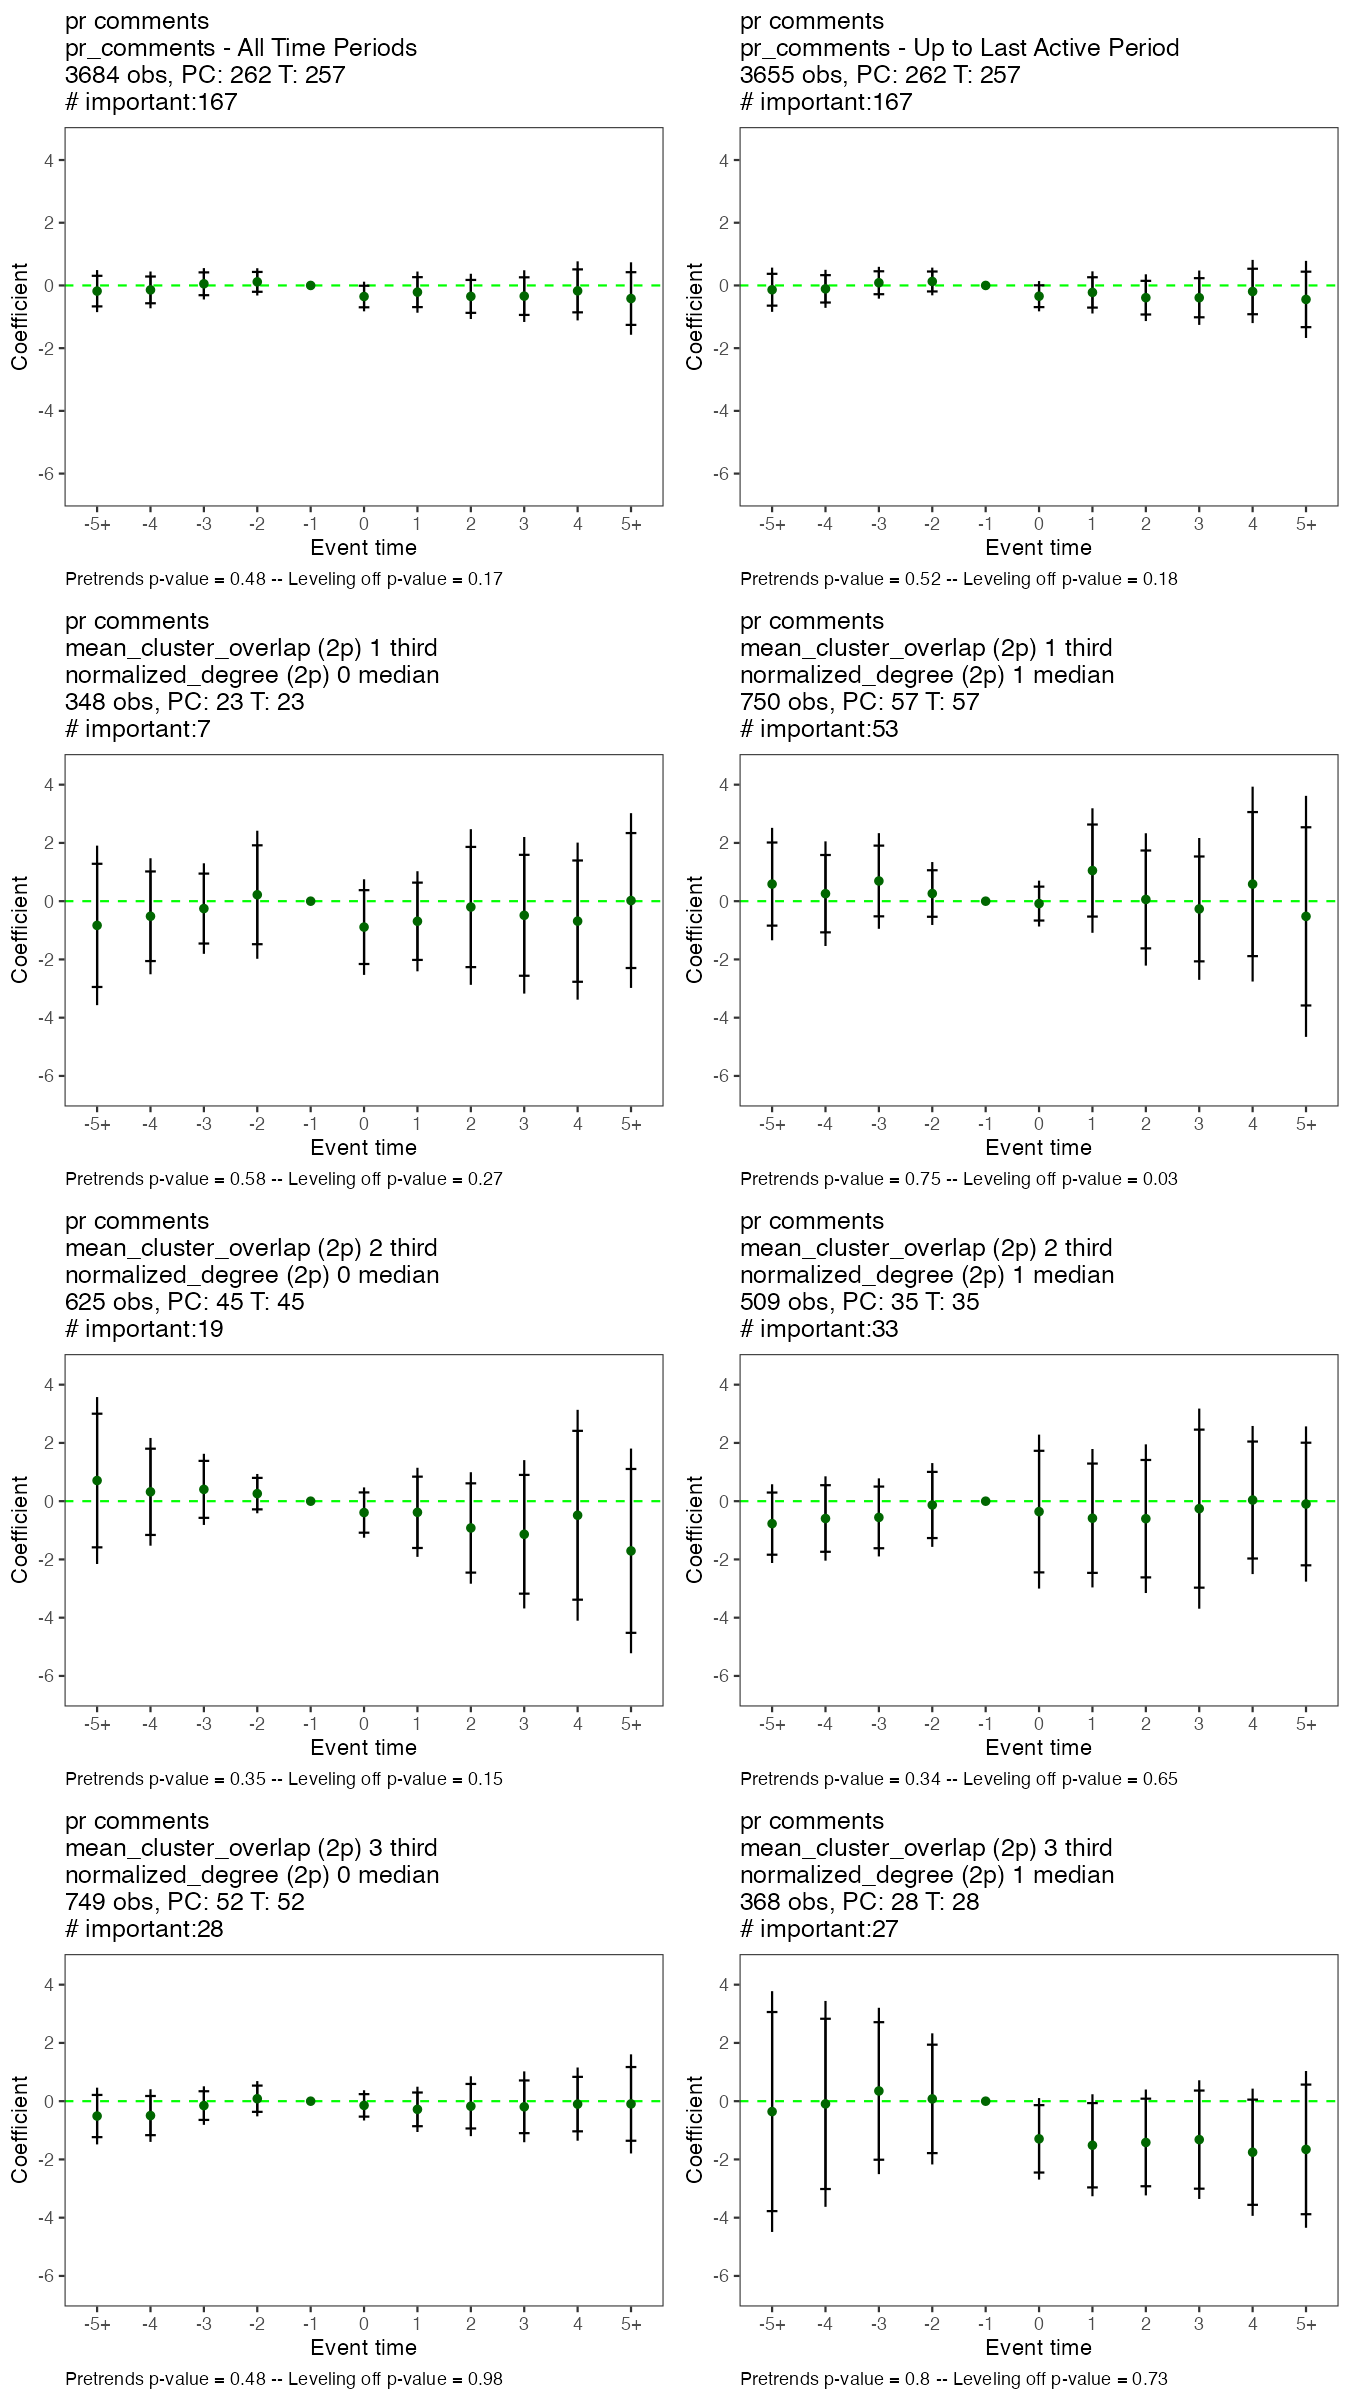 pr comments
pr_comments - All Time Periods
3684 obs, PC: 262 T: 257
# important:167
4
2
0
-2
-4
-6
Coefficient
-5+ -4 -3 -2 -1 0 1 2 3 4 5+
Event time
Pretrends p-value = 0.48 -- Leveling off p-value = 0.17
pr comments
pr_comments - Up to Last Active Period
3655 obs, PC: 262 T: 257
# important:167
4
2
0
-2
-4
-6
Coefficient
-5+ -4 -3 -2 -1 0 1 2 3 4 5+
Event time
Pretrends p-value = 0.52 -- Leveling off p-value = 0.18
pr comments
mean_cluster_overlap (2p) 1 third
normalized_degree (2p) 0 median
348 obs, PC: 23 T: 23
# important:7
4
2
0
-2
-4
-6
Coefficient
-5+ -4 -3 -2 -1 0 1 2 3 4 5+
Event time
Pretrends p-value = 0.58 -- Leveling off p-value = 0.27
pr comments
mean_cluster_overlap (2p) 1 third
normalized_degree (2p) 1 median
750 obs, PC: 57 T: 57
# important:53
4
2
0
-2
-4
-6
Coefficient
-5+ -4 -3 -2 -1 0 1 2 3 4 5+
Event time
Pretrends p-value = 0.75 -- Leveling off p-value = 0.03
pr comments
mean_cluster_overlap (2p) 2 third
normalized_degree (2p) 0 median
625 obs, PC: 45 T: 45
# important:19
4
2
0
-2
-4
-6
Coefficient
-5+ -4 -3 -2 -1 0 1 2 3 4 5+
Event time
Pretrends p-value = 0.35 -- Leveling off p-value = 0.15
pr comments
mean_cluster_overlap (2p) 2 third
normalized_degree (2p) 1 median
509 obs, PC: 35 T: 35
# important:33
4
2
0
-2
-4
-6
Coefficient
-5+ -4 -3 -2 -1 0 1 2 3 4 5+
Event time
Pretrends p-value = 0.34 -- Leveling off p-value = 0.65
pr comments
mean_cluster_overlap (2p) 3 third
normalized_degree (2p) 0 median
749 obs, PC: 52 T: 52
# important:28
4
2
0
-2
-4
-6
Coefficient
-5+ -4 -3 -2 -1 0 1 2 3 4 5+
Event time
Pretrends p-value = 0.48 -- Leveling off p-value = 0.98
pr comments
mean_cluster_overlap (2p) 3 third
normalized_degree (2p) 1 median
368 obs, PC: 28 T: 28
# important:27
4
2
0
-2
-4
-6
Coefficient
-5+ -4 -3 -2 -1 0 1 2 3 4 5+
Event time
Pretrends p-value = 0.8 -- Leveling off p-value = 0.73